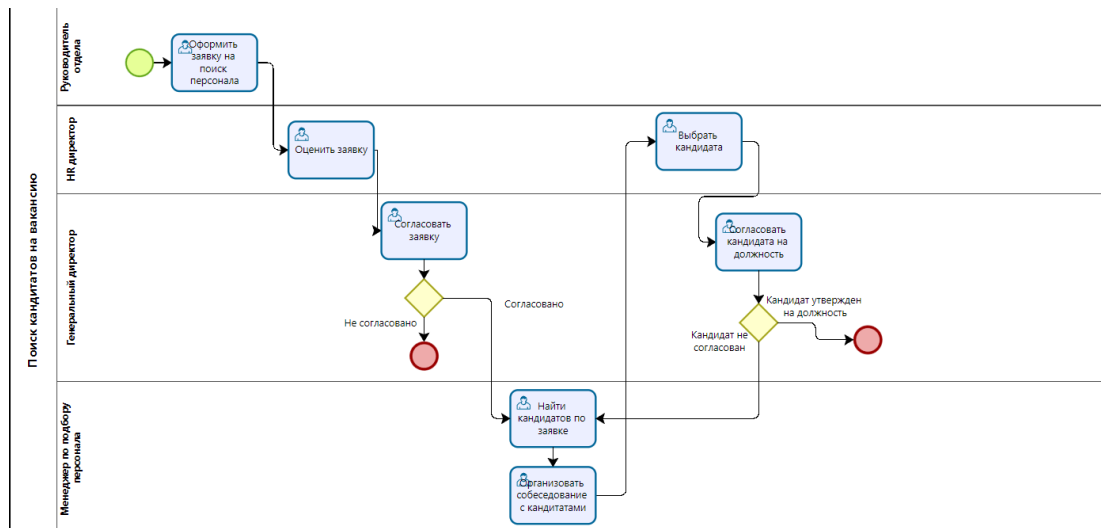 Поиск кандитатов на вакансию
Руководитель
отдела
Оформить
заявку на
поиск
персонала
HR директор
Оценить заявку
Выбрать
кандидата
Генеральный директор
Согласовать
заявку
Согласовано
Не согласовано
Согласовать
кандидата на
должность
Кандидат утвержден
на должность
Кандидат не
согласован
Менеджер по подбору
персонала
Найти
кандидатов по
заявке
Организовать
собеседование
с кандитатами